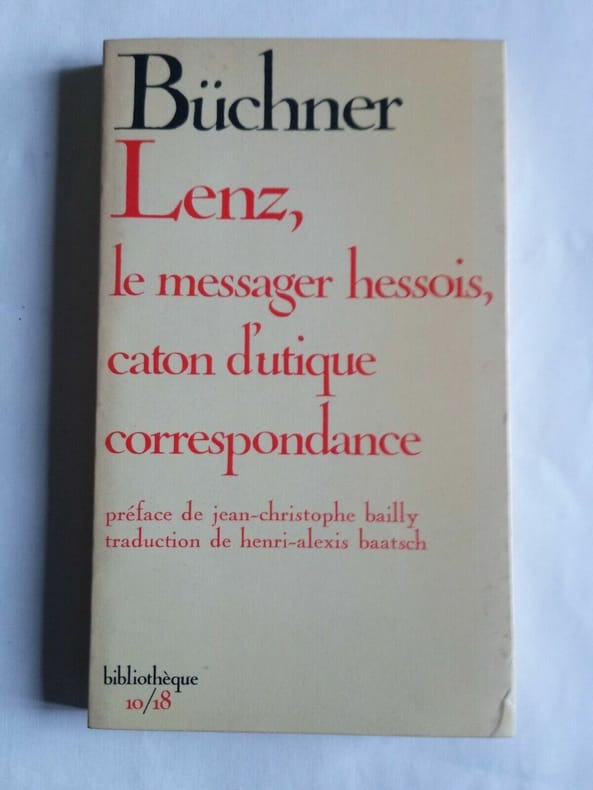 Büchner
Lenz,
le messager hessois,
caton d'utique
correspondance
préface de jean-christophe bailly
traduction de henri-alexis baatsch
bibliothèque
10/18